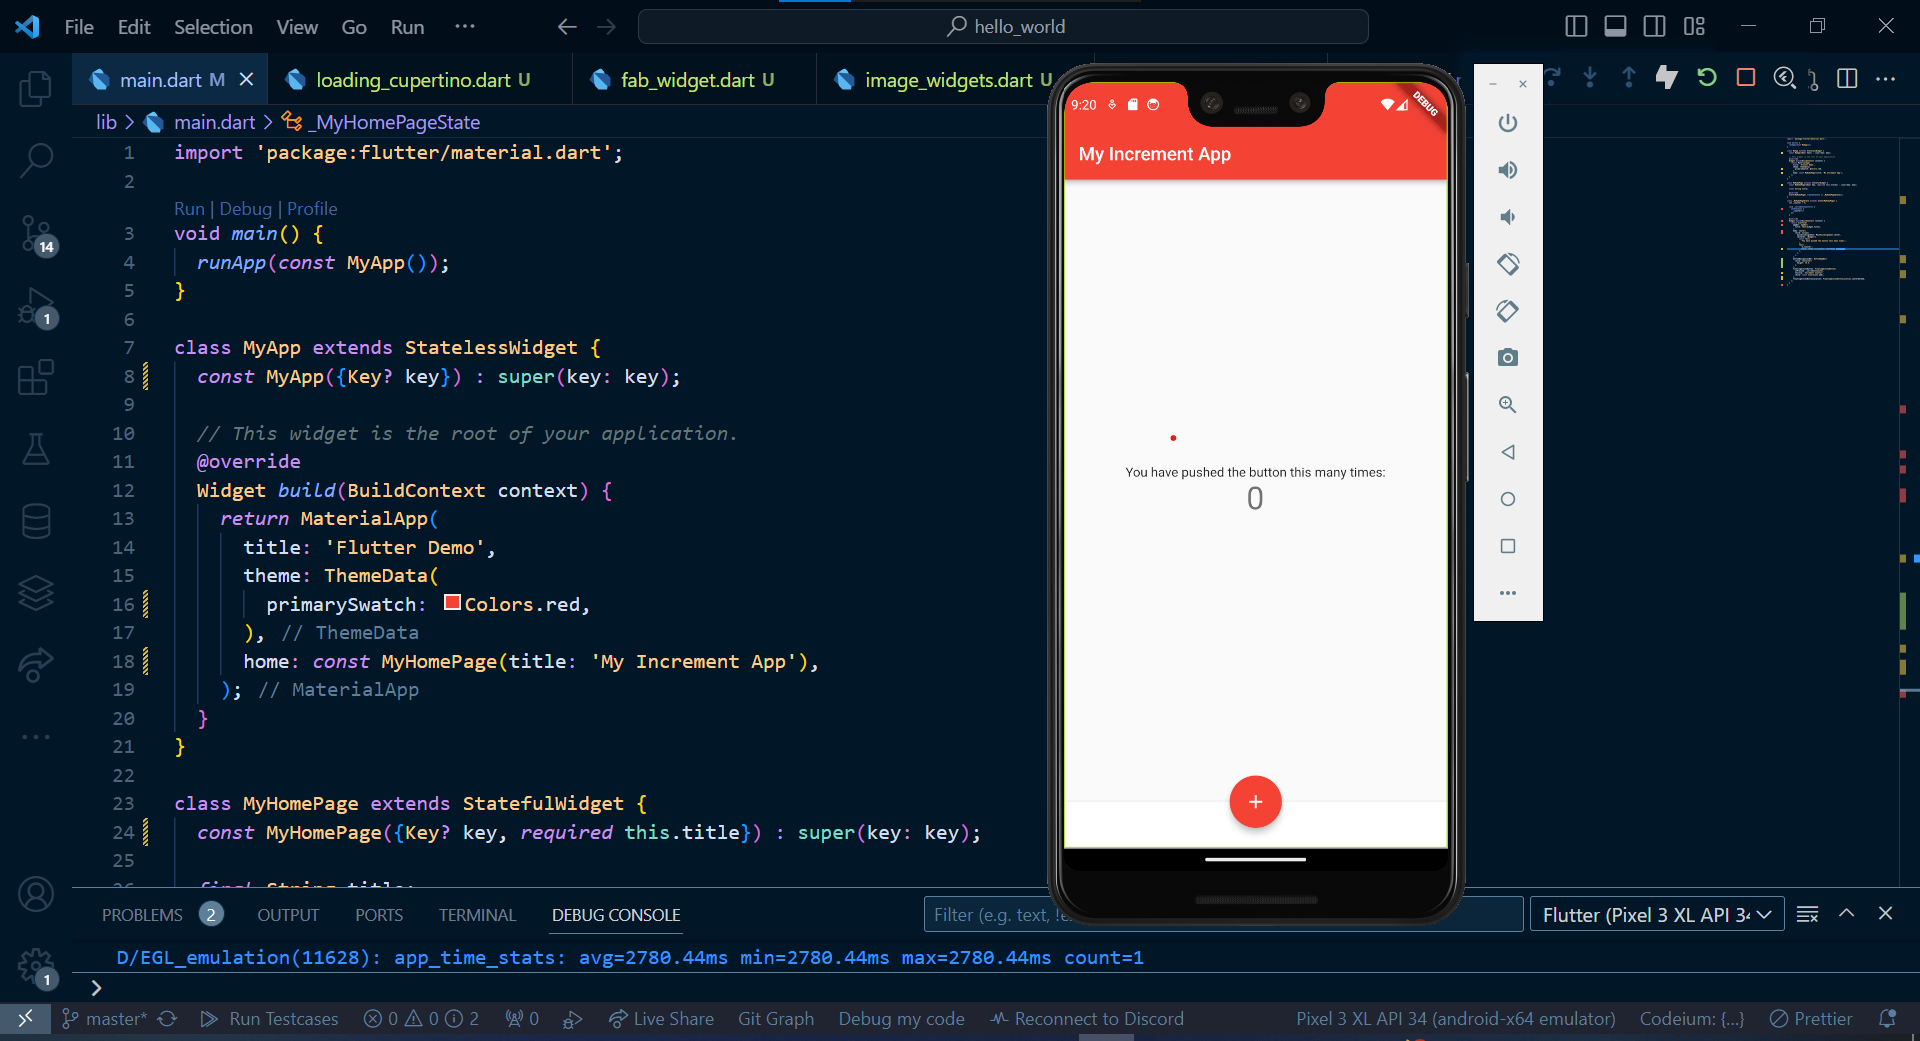 File Edit Selection View Go Run ··· hello_world
main.dart M loading_cupertino.dart U fab_widget.dart U image_widgets.dart U
lib > main.dart > _MyHomePageState
1 import 'package:flutter/material.dart';
2
Run | Debug | Profile
3 void main() {
4 runApp(const MyApp());
5 }
6
7 class MyApp extends StatelessWidget {
8 const MyApp({Key? key}) : super(key: key);
9
10 // This widget is the root of your application.
11 @override
12 Widget build(BuildContext context) {
13 return MaterialApp(
14 title: 'Flutter Demo',
15 theme: ThemeData(
16 primarySwatch: Colors.red,
17 ), // ThemeData
18 home: const MyHomePage(title: 'My Increment App'),
19 ); // MaterialApp
20 }
21 }
22
23 class MyHomePage extends StatefulWidget {
24 const MyHomePage({Key? key, required this.title}) : super(key: key);
25
26 final String title;
14
1
1
9:20
DEBUG
My Increment App
You have pushed the button this many times:
0
+
PROBLEMS 2 OUTPUT PORTS TERMINAL DEBUG CONSOLE Filter (e.g. text, !e Flutter (Pixel 3 XL API 34
D/EGL_emulation(11628): app_time_stats: avg=2780.44ms min=2780.44ms max=2780.44ms count=1
>
master* Run Testcases 0 0 2 0 Live Share Git Graph Debug my code Reconnect to Discord Pixel 3 XL API 34 (android-x64 emulator) Codeium: {...} Prettier